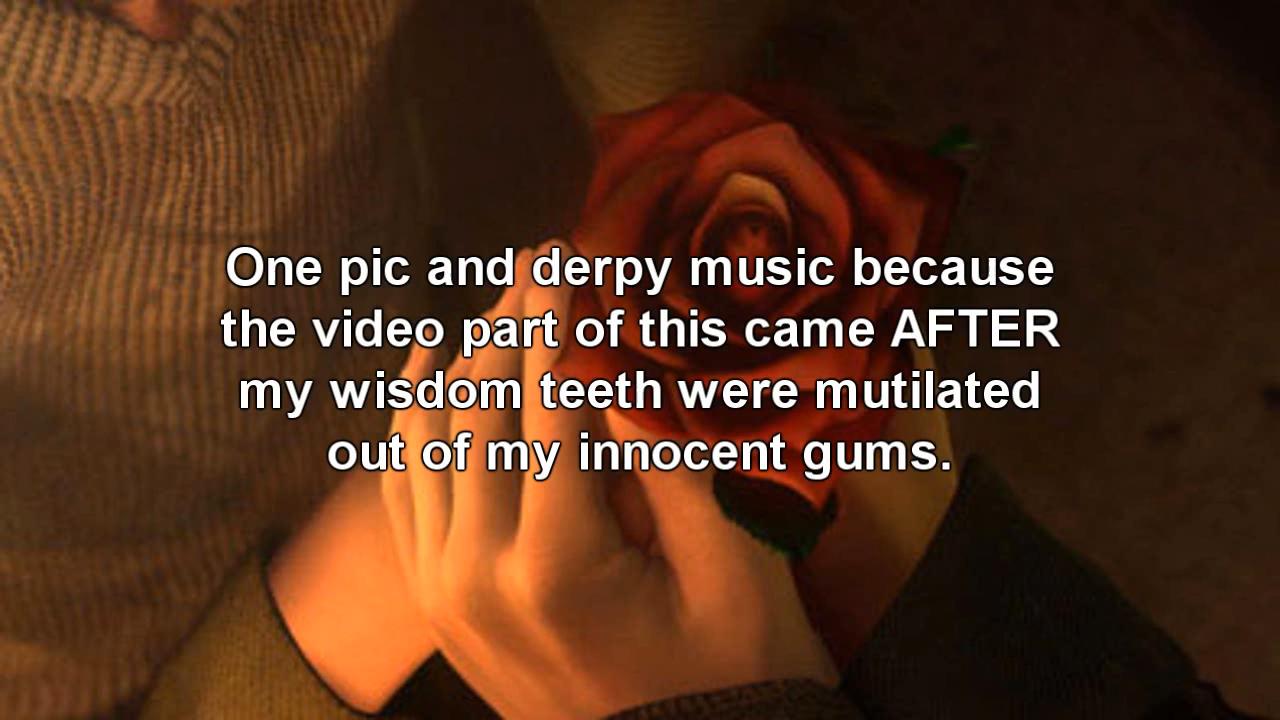 One pic and derpy music because
the video part of this came AFTER
my wisdom teeth were mutilated
out of my innocent gums.